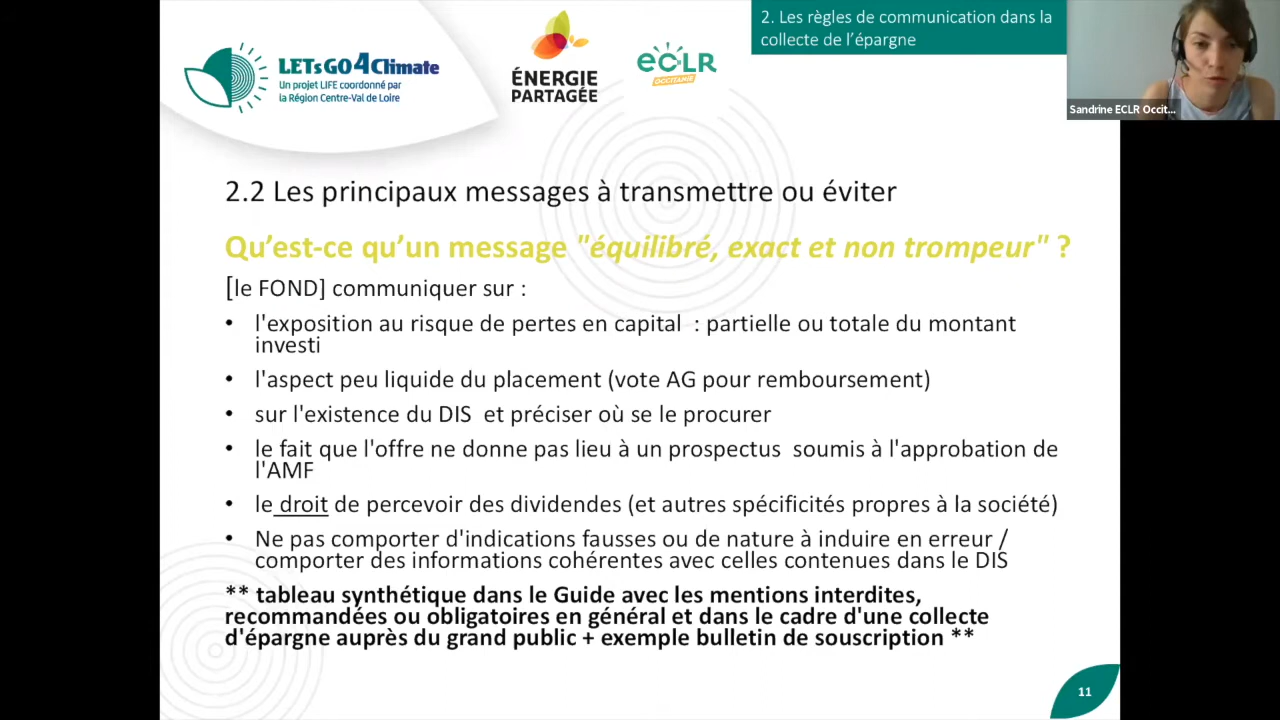 2. Les règles de communication dans la
collecte de l'épargne
LETsGO4Climate
Un projet LIFE coordonné par
la Région Centre-Val de Loire
ÉNERGIE
PARTAGÉE
ECLR
OCCITANIE
Sandrine ECLR Occit...
2.2 Les principaux messages à transmettre ou éviter
Qu’est-ce qu’un message "équilibré, exact et non trompeur" ?
[le FOND] communiquer sur :
• l'exposition au risque de pertes en capital : partielle ou totale du montant
investi
• l'aspect peu liquide du placement (vote AG pour remboursement)
• sur l'existence du DIS et préciser où se le procurer
• le fait que l'offre ne donne pas lieu à un prospectus soumis à l'approbation de
l'AMF
• le droit de percevoir des dividendes (et autres spécificités propres à la société)
• Ne pas comporter d'indications fausses ou de nature à induire en erreur /
comporter des informations cohérentes avec celles contenues dans le DIS
** tableau synthétique dans le Guide avec les mentions interdites,
recommandées ou obligatoires en général et dans le cadre d'une collecte
d'épargne auprès du grand public + exemple bulletin de souscription **
11